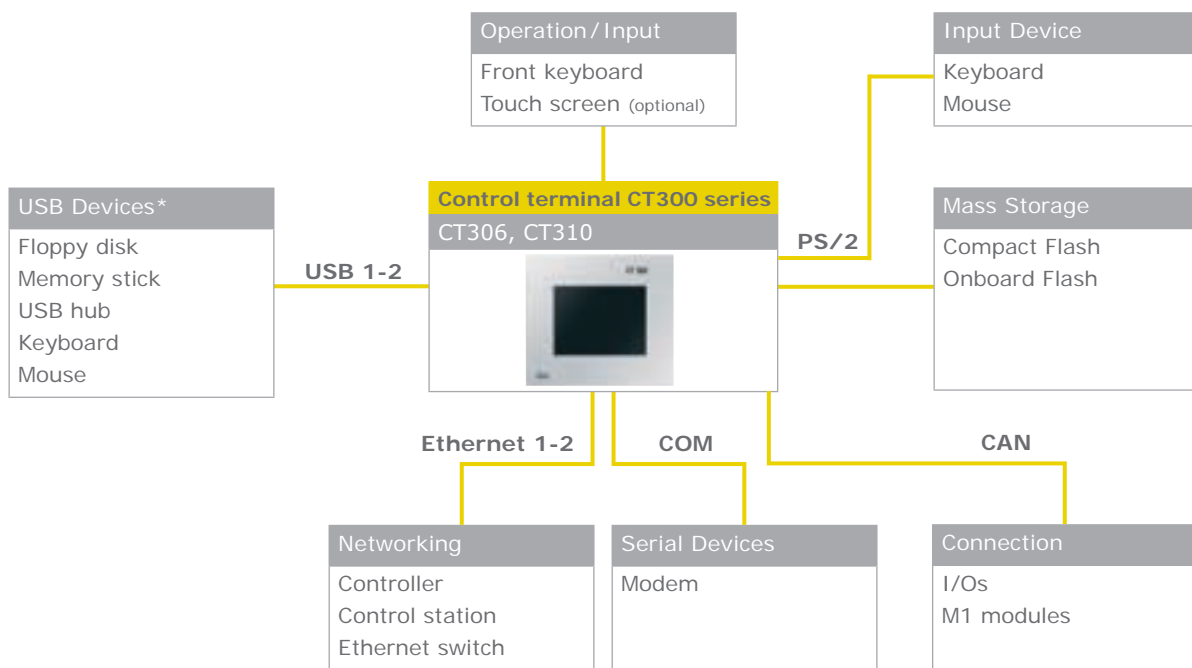 Operation/Input
Front keyboard
Touch screen (optional)
Input Device
Keyboard
Mouse
USB Devices*
Floppy disk
Memory stick
USB hub
Keyboard
Mouse
USB 1-2
Control terminal CT300 series
CT306, CT310
PS/2
Mass Storage
Compact Flash
Onboard Flash
Ethernet 1-2
COM
CAN
Networking
Controller
Control station
Ethernet switch
Serial Devices
Modem
Connection
I/Os
M1 modules